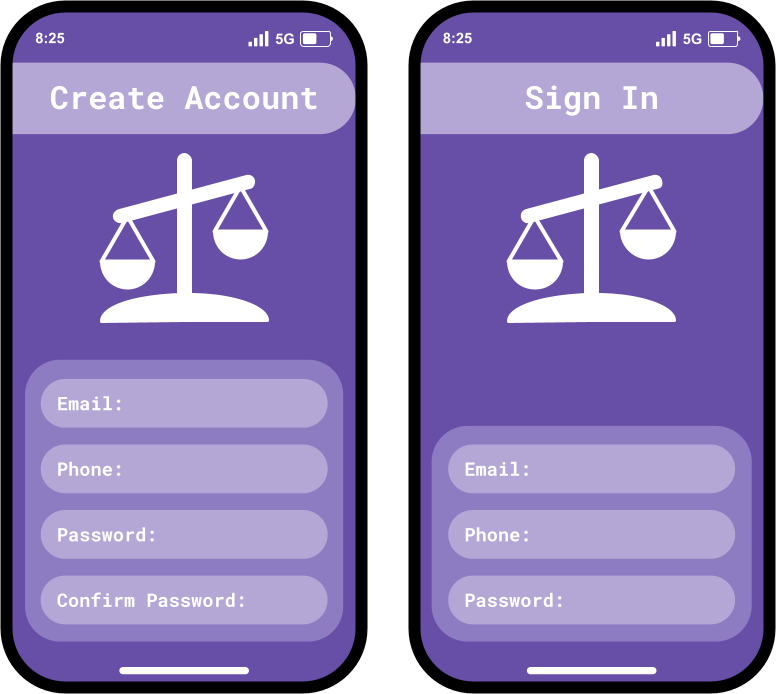 8:25 5G
Create Account
Email:
Phone:
Password:
Confirm Password:
8:25 5G
Sign In
Email:
Phone:
Password: